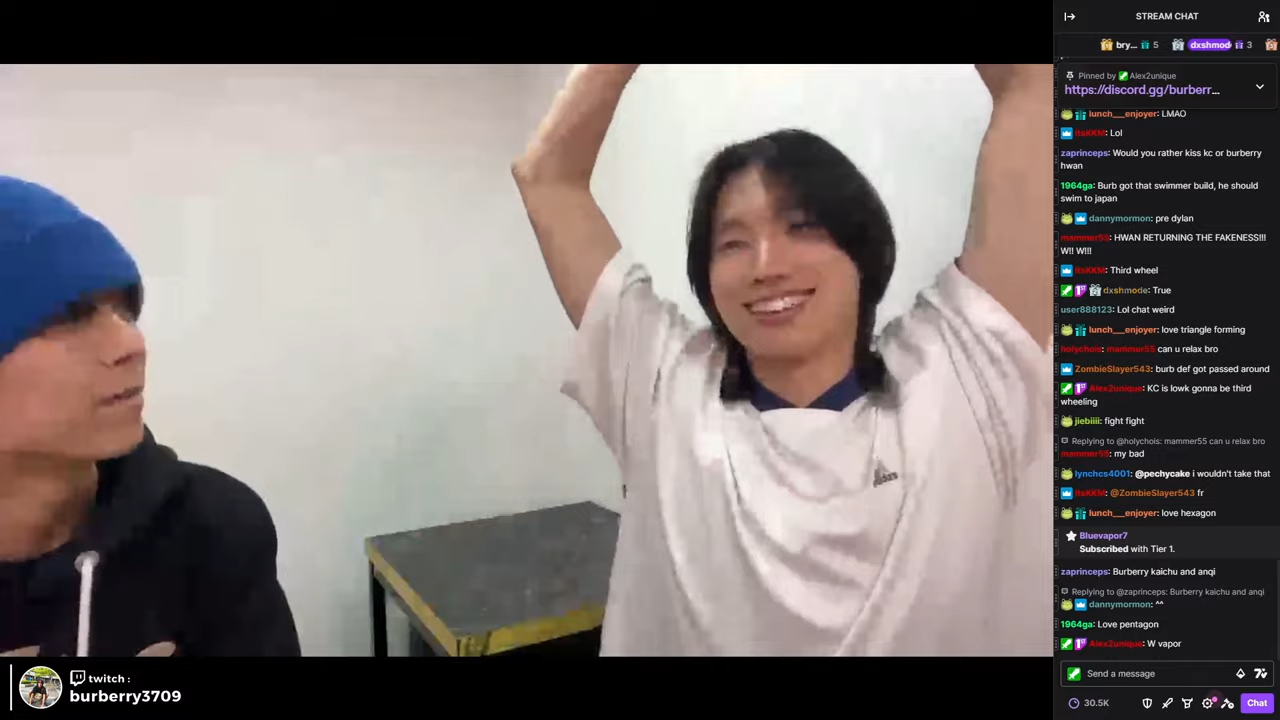 STREAM CHAT
bry... 5
dxshmod 3
Pinned by Alex2unique
https://discord.gg/burberr...
lunch___enjoyer: LMAO
ItsKKM: Lol
zaprinceps: Would you rather kiss kc or burberry
hwan
1964ga: Burb got that swimmer build, he should
swim to japan
dannymormon: pre dylan
mammer55: HWAN RETURNING THE FAKENESS!!!
W!! W!!!
ItsKKM: Third wheel
dxshmode: True
user888123: Lol chat weird
lunch___enjoyer: love triangle forming
holychois: mammer55 can u relax bro
ZombieSlayer543: burb def got passed around
Alex2unique: KC is lowk gonna be third
wheeling
jiebiiii: fight fight
Replying to @holychois: mammer55 can u relax bro
mammer55: my bad
lynchcs4001: @pechycake i wouldn't take that
ItsKKM: @ZombieSlayer543 fr
lunch___enjoyer: love hexagon
Bluevapor7
Subscribed with Tier 1.
zaprinceps: Burberry kaichu and anqi
Replying to @zaprinceps: Burberry kaichu and anqi
dannymormon: ^^
1964ga: Love pentagon
Alex2unique: W vapor
Send a message
30.5K
Chat
adidas
twitch :
burberry3709